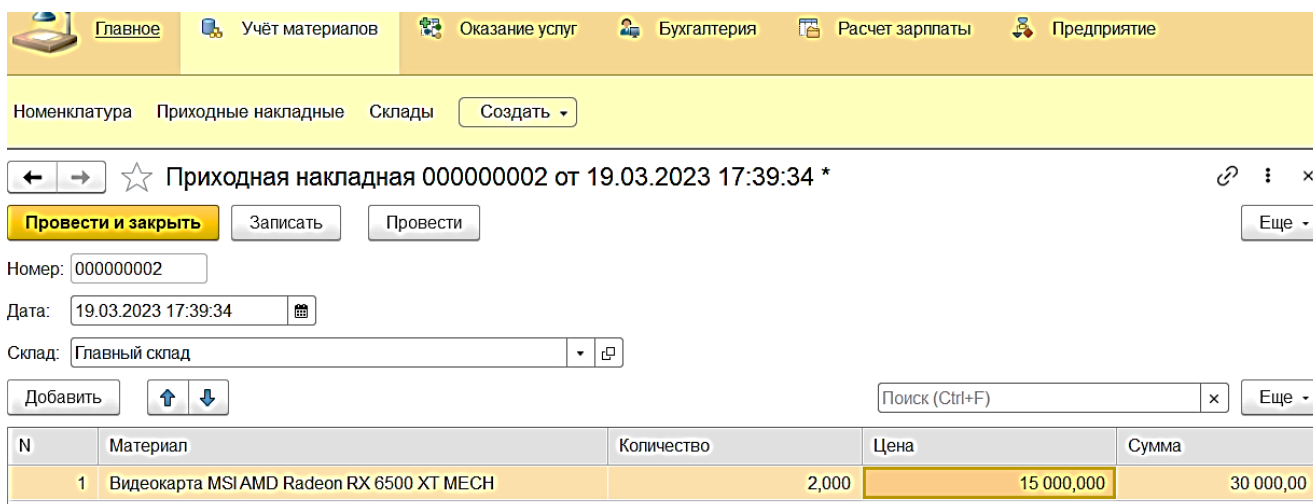 Главное Учёт материалов Оказание услуг Бухгалтерия Расчет зарплаты Предприятие
Номенклатура Приходные накладные Склады Создать
Приходная накладная 000000002 от 19.03.2023 17:39:34 *
Провести и закрыть Записать Провести Еще
Номер: 000000002
Дата: 19.03.2023 17:39:34
Склад: Главный склад
Добавить Поиск (Ctrl+F) Еще
N Материал Количество Цена Сумма
1 Видеокарта MSI AMD Radeon RX 6500 XT MECH 2,000 15 000,000 30 000,00